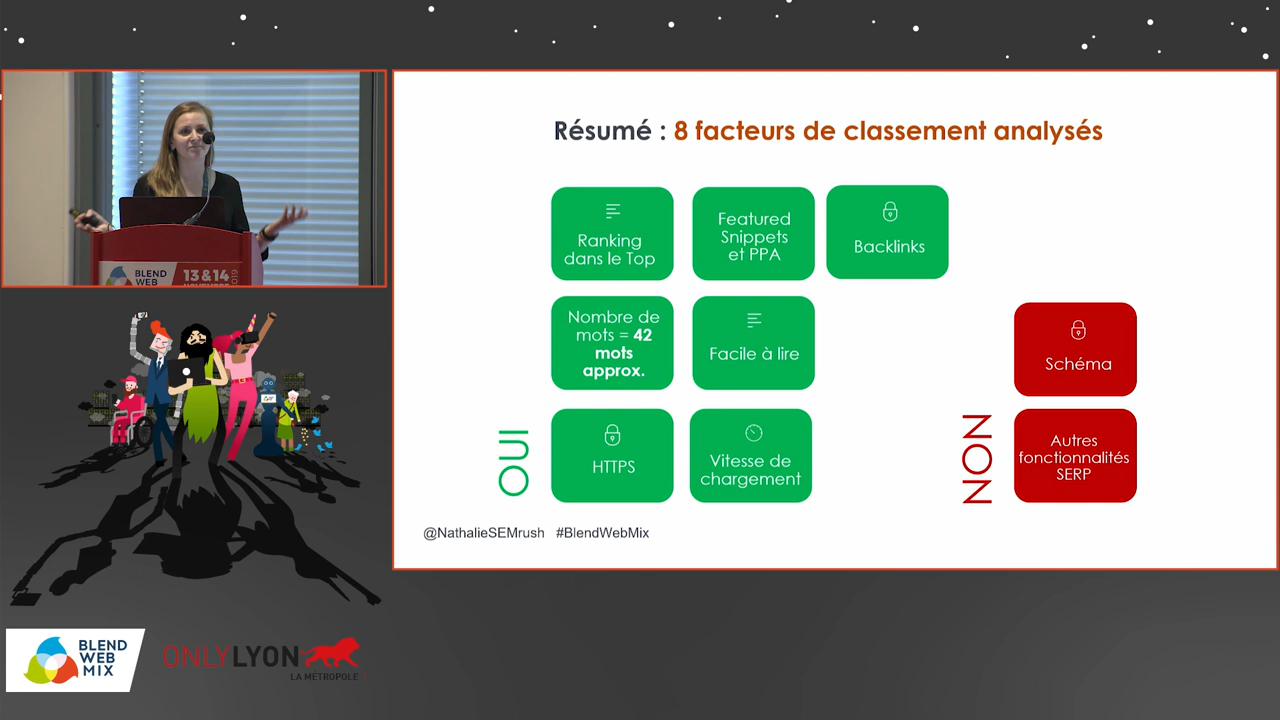 BLEND
WEB
13 & 14
2019
Résumé : 8 facteurs de classement analysés
Ranking
dans le Top
Featured
Snippets
et PPA
Backlinks
Nombre de
mots = 42
mots
approx.
Facile à lire
Schéma
OUI
HTTPS
Vitesse de
chargement
NON
Autres
fonctionnalités
SERP
@NathalieSEMrush #BlendWebMix
BLEND
WEB
MIX
ONLYLYON
LA MÉTROPOLE